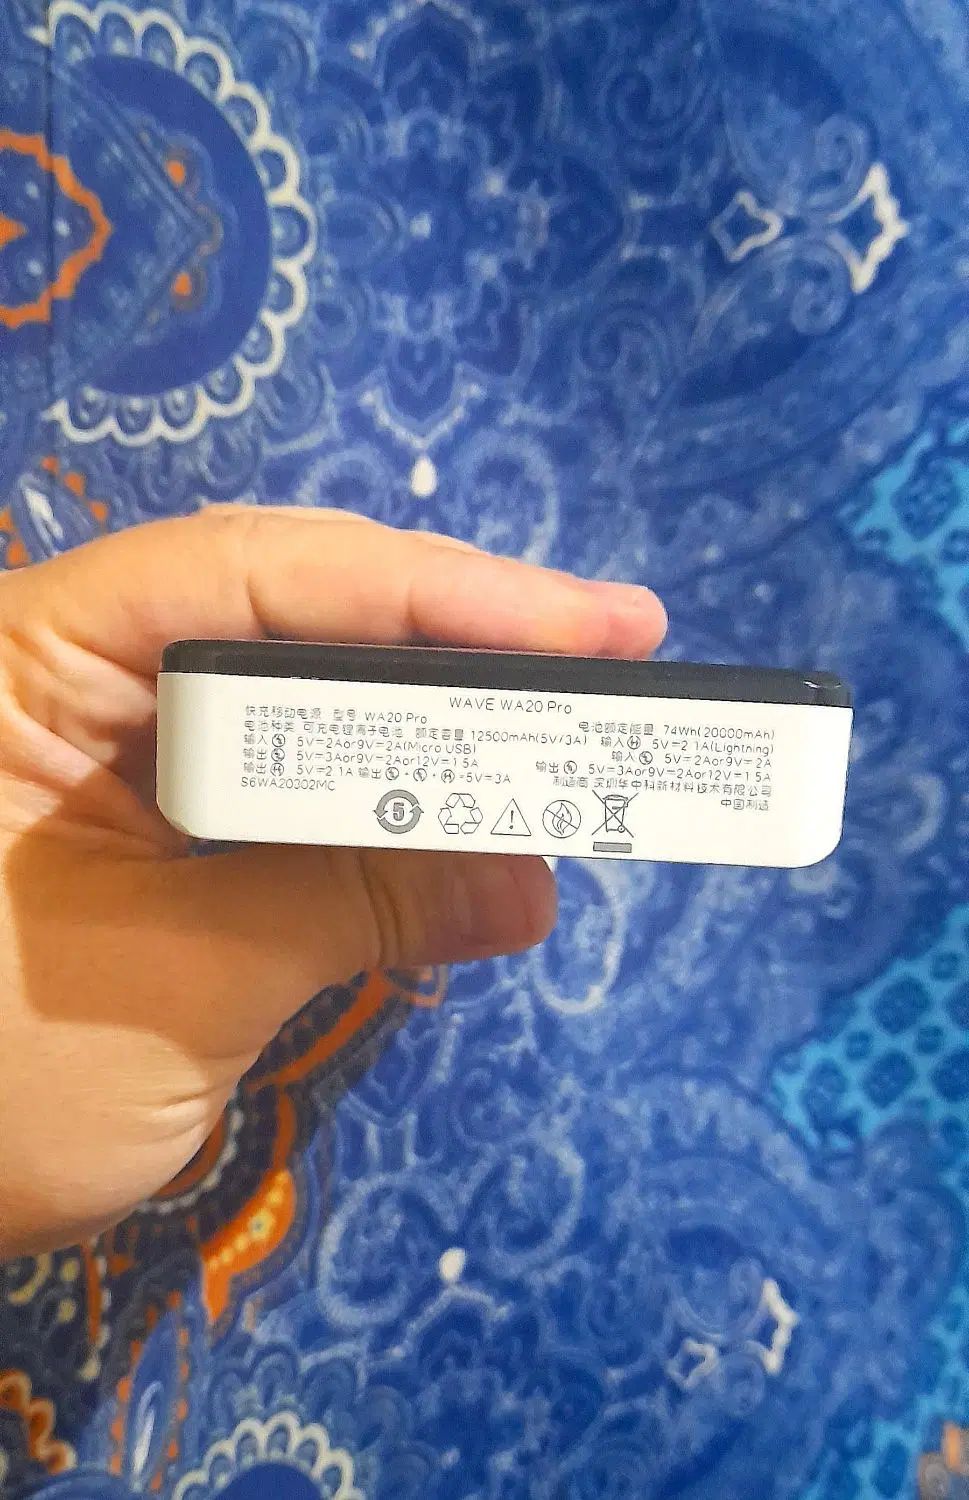 WAVE WA20 Pro
快充移动电源 型号 WA20 Pro 电池额定能量 74Wh(20000mAh)
电池种类 可充电锂离子电池 额定容量 12500mAh(5V/3A) 输入 5V=2.1A(Lightning)
输入 5V=2Aor9V=2A(Micro USB) 输入 5V=2Aor9V=2A
输出 5V=3Aor9V=2Aor12V=1.5A 输出 5V=3Aor9V=2Aor12V=1.5A
输出 5V=2.1A 输出 + + =5V=3A 制造商 深圳华中科新材料技术有限公司
S6WA20302MC 中国制造
5